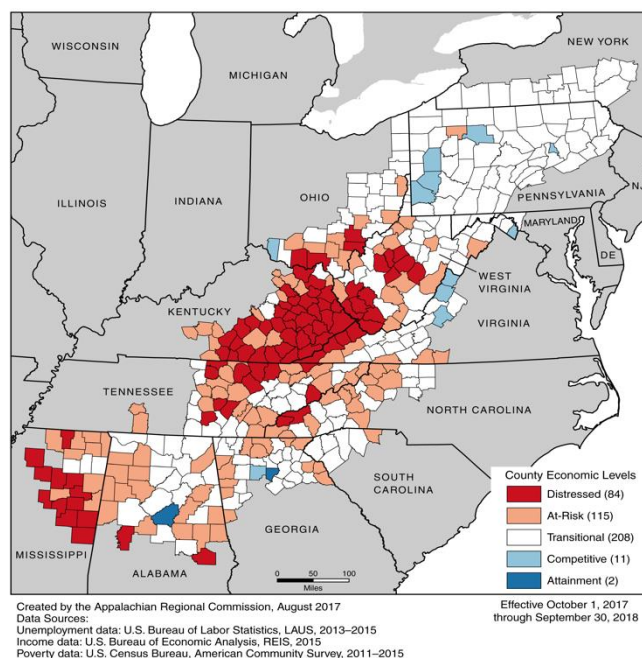 WISCONSIN
NEW YORK
MICHIGAN
ILLINOIS
INDIANA
OHIO
PENNSYLVANIA
NJ
MARYLAND
DE
WEST
VIRGINIA
KENTUCKY
VIRGINIA
TENNESSEE
NORTH CAROLINA
SOUTH
CAROLINA
MISSISSIPPI
ALABAMA
GEORGIA
0 50 100
Miles
County Economic Levels
Distressed (84)
At-Risk (115)
Transitional (208)
Competitive (11)
Attainment (2)
Created by the Appalachian Regional Commission, August 2017
Data Sources:
Unemployment data: U.S. Bureau of Labor Statistics, LAUS, 2013–2015
Income data: U.S. Bureau of Economic Analysis, REIS, 2015
Poverty data: U.S. Census Bureau, American Community Survey, 2011–2015
Effective October 1, 2017
through September 30, 2018